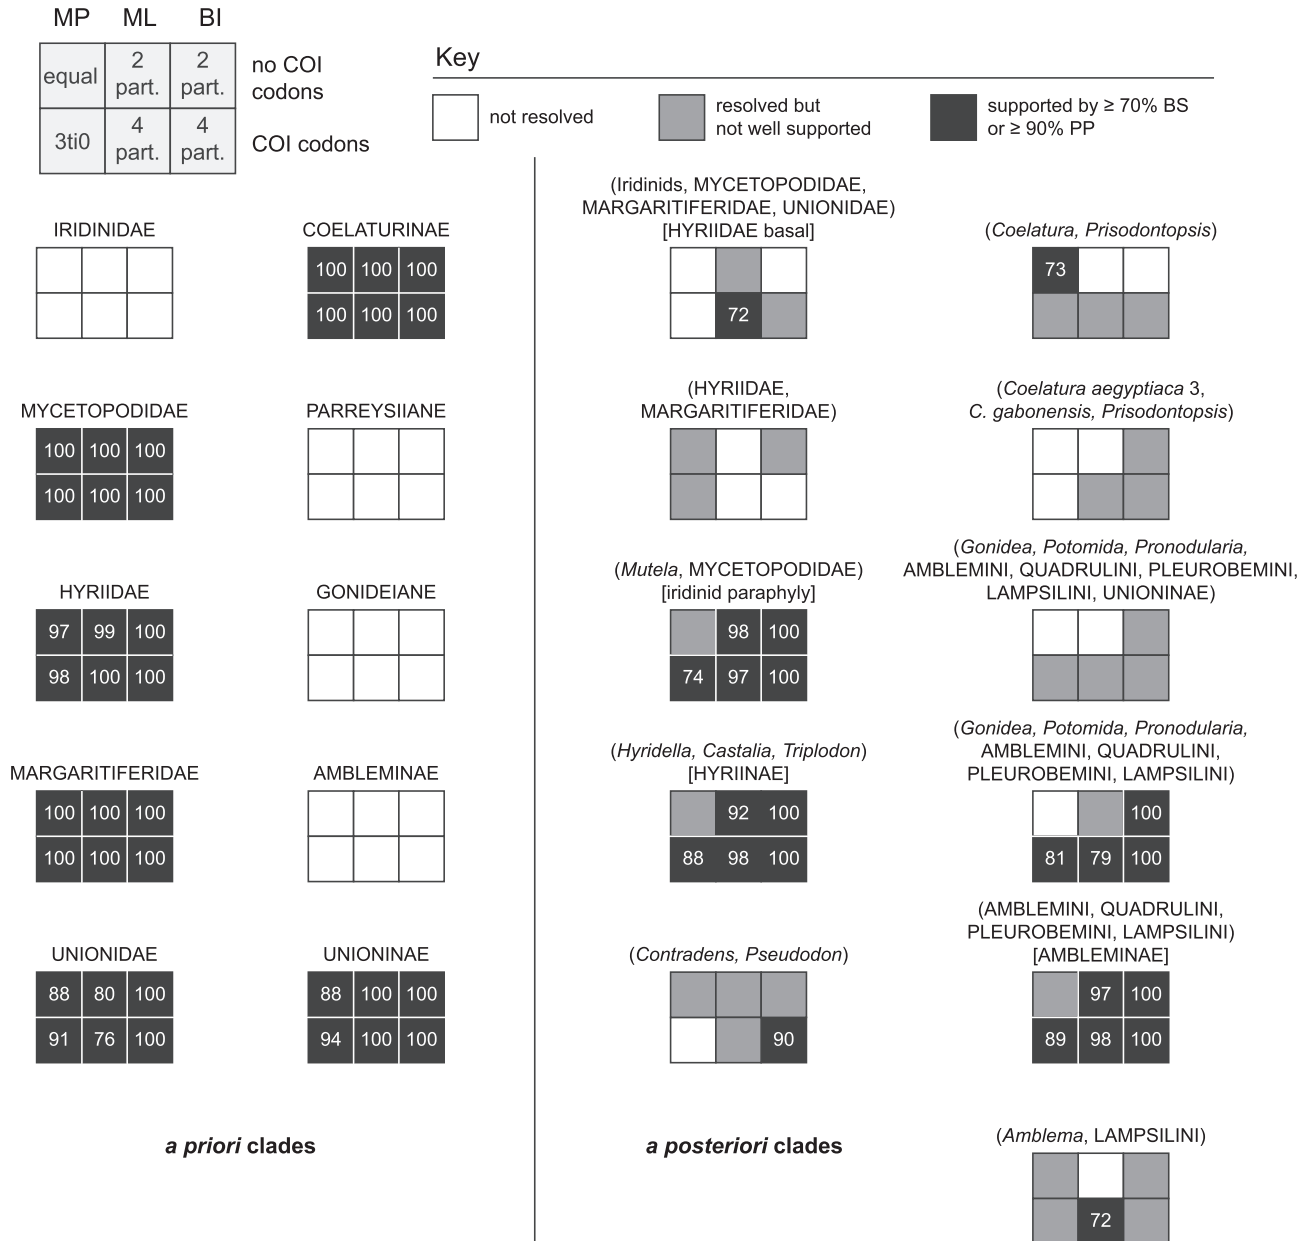 MP ML BI
equal 2 part. 2 part. no COI codons
3ti0 4 part. 4 part. COI codons
Key
not resolved
resolved but
not well supported
supported by ≥ 70% BS
or ≥ 90% PP
IRIDINIDAE
COELATURINAE
100 100 100
100 100 100
MYCETOPODIDAE
100 100 100
100 100 100
PARREYSIIANE
HYRIIDAE
97 99 100
98 100 100
GONIDEIANE
MARGARITIFERIDAE
100 100 100
100 100 100
AMBLEMINAE
UNIONIDAE
88 80 100
91 76 100
UNIONINAE
88 100 100
94 100 100
a priori clades
(Iridinids, MYCETOPODIDAE,
MARGARITIFERIDAE, UNIONIDAE)
[HYRIIDAE basal]
72
(Coelatura, Prisodontopsis)
73
(HYRIIDAE,
MARGARITIFERIDAE)
(Coelatura aegyptiaca 3,
C. gabonensis, Prisodontopsis)
(Mutela, MYCETOPODIDAE)
[iridinid paraphyly]
98 100
74 97 100
(Gonidea, Potomida, Pronodularia,
AMBLEMINI, QUADRULINI, PLEUROBEMINI,
LAMPSILINI, UNIONINAE)
(Hyridella, Castalia, Triplodon)
[HYRIINAE]
92 100
88 98 100
(Gonidea, Potomida, Pronodularia,
AMBLEMINI, QUADRULINI,
PLEUROBEMINI, LAMPSILINI)
100
81 79 100
(Contradens, Pseudodon)
90
(AMBLEMINI, QUADRULINI,
PLEUROBEMINI, LAMPSILINI)
[AMBLEMINAE]
97 100
89 98 100
a posteriori clades
(Amblema, LAMPSILINI)
72